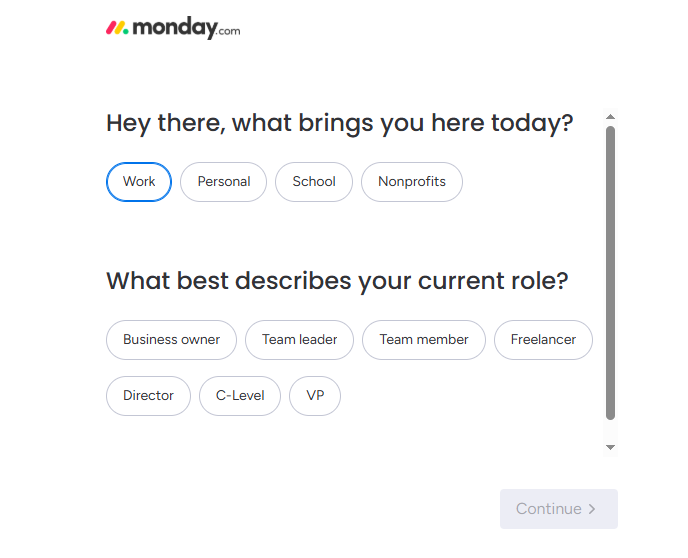 monday.com
Hey there, what brings you here today?
Work Personal School Nonprofits
What best describes your current role?
Business owner Team leader Team member Freelancer
Director C-Level VP
Continue